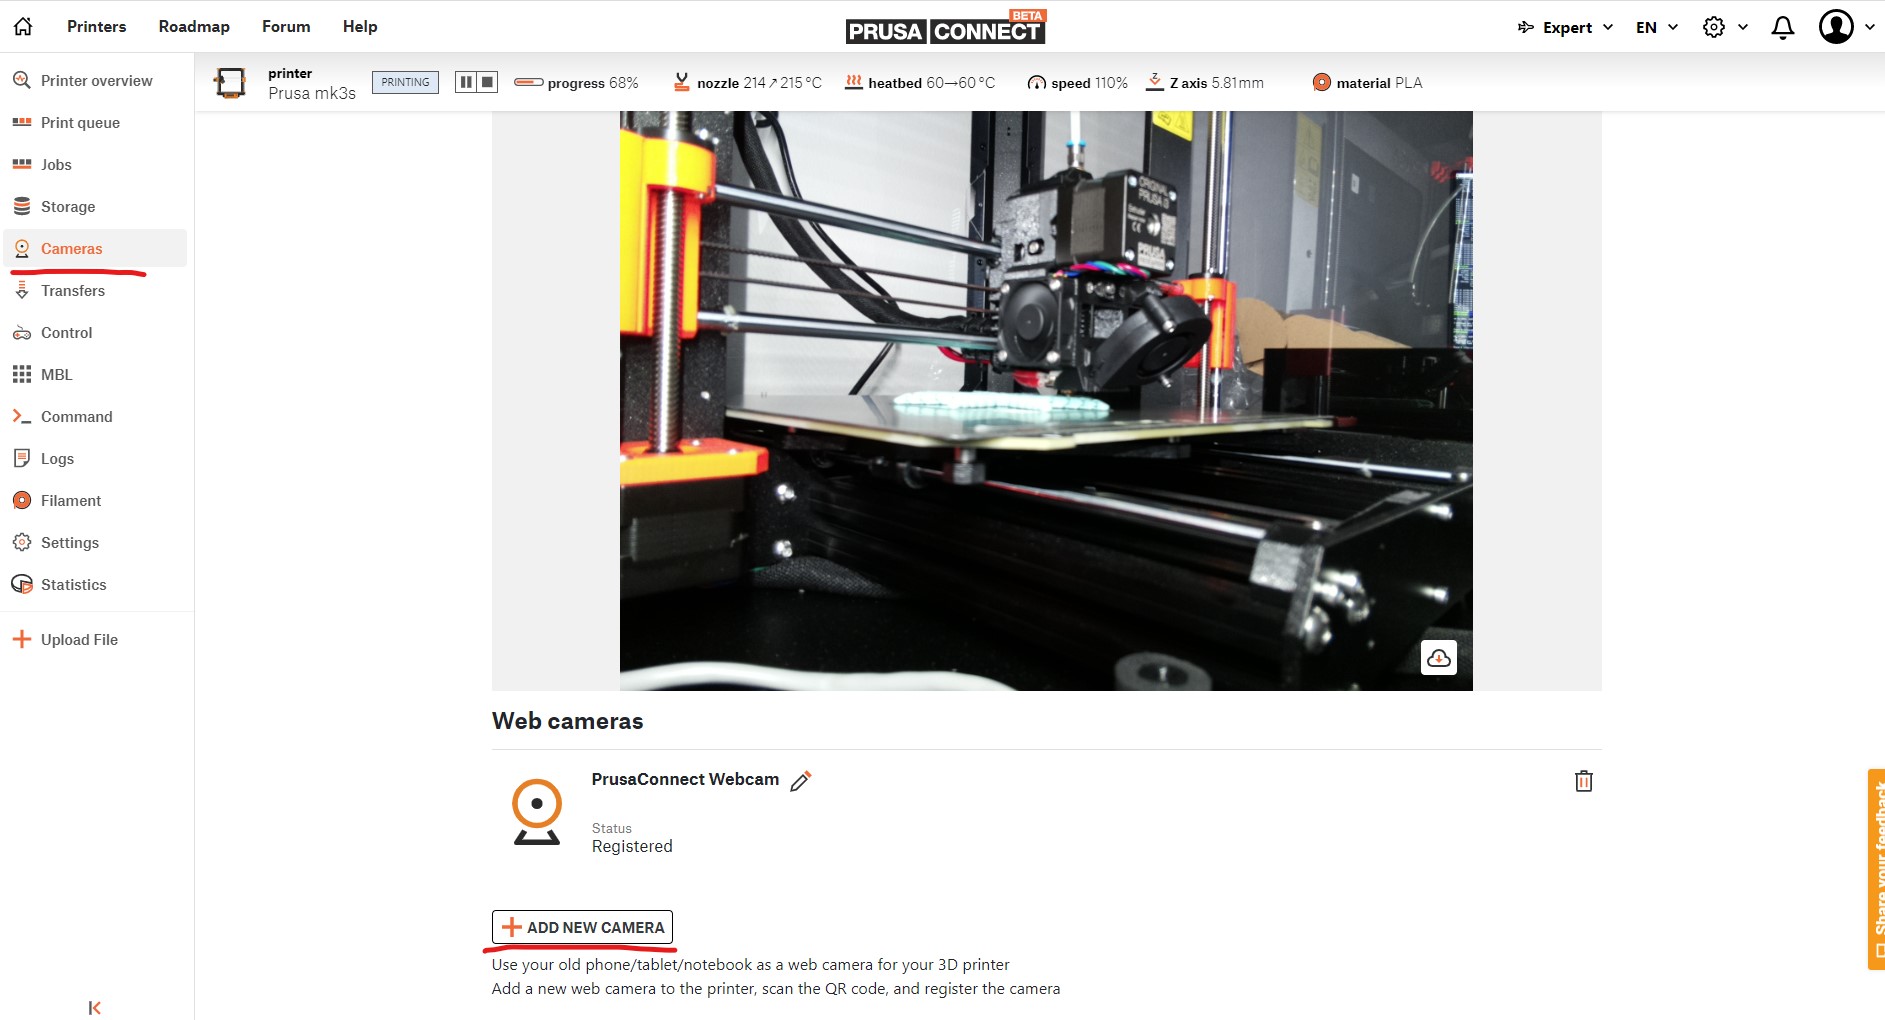 Printers Roadmap Forum Help PRUSA CONNECT BETA Expert EN
printer
Prusa mk3s PRINTING progress 68% nozzle 214↗215°C heatbed 60→60°C speed 110% Z axis 5.81mm material PLA
Printer overview
Print queue
Jobs
Storage
Cameras
Transfers
Control
MBL
Command
Logs
Filament
Settings
Statistics
Upload File
ORIGINAL
PRUSA i3
PRUSA
Web cameras
PrusaConnect Webcam
Status
Registered
ADD NEW CAMERA
Use your old phone/tablet/notebook as a web camera for your 3D printer
Add a new web camera to the printer, scan the QR code, and register the camera
Share your feedback